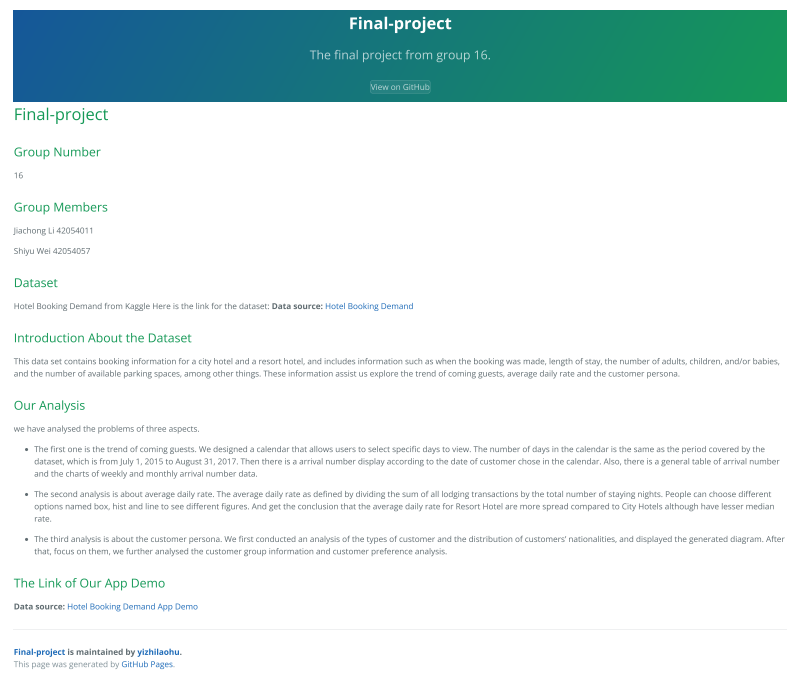 Final-project
The final project from group 16.
View on GitHub
Final-project
Group Number
16
Group Members
Jiachong Li 42054011
Shiyu Wei 42054057
Dataset
Hotel Booking Demand from Kaggle Here is the link for the dataset: Data source: Hotel Booking Demand
Introduction About the Dataset
This data set contains booking information for a city hotel and a resort hotel, and includes information such as when the booking was made, length of stay, the number of adults, children, and/or babies,
and the number of available parking spaces, among other things. These information assist us explore the trend of coming guests, average daily rate and the customer persona.
Our Analysis
we have analysed the problems of three aspects.
• The first one is the trend of coming guests. We designed a calendar that allows users to select specific days to view. The number of days in the calendar is the same as the period covered by the
dataset, which is from July 1, 2015 to August 31, 2017. Then there is a arrival number display according to the date of customer chose in the calendar. Also, there is a general table of arrival number
and the charts of weekly and monthly arrival number data.
• The second analysis is about average daily rate. The average daily rate as defined by dividing the sum of all lodging transactions by the total number of staying nights. People can choose different
options named box, hist and line to see different figures. And get the conclusion that the average daily rate for Resort Hotel are more spread compared to City Hotels although have lesser median
rate.
• The third analysis is about the customer persona. We first conducted an analysis of the types of customer and the distribution of customers' nationalities, and displayed the generated diagram. After
that, focus on them, we further analysed the customer group information and customer preference analysis.
The Link of Our App Demo
Data source: Hotel Booking Demand App Demo
Final-project is maintained by yizhilaohu.
This page was generated by GitHub Pages.